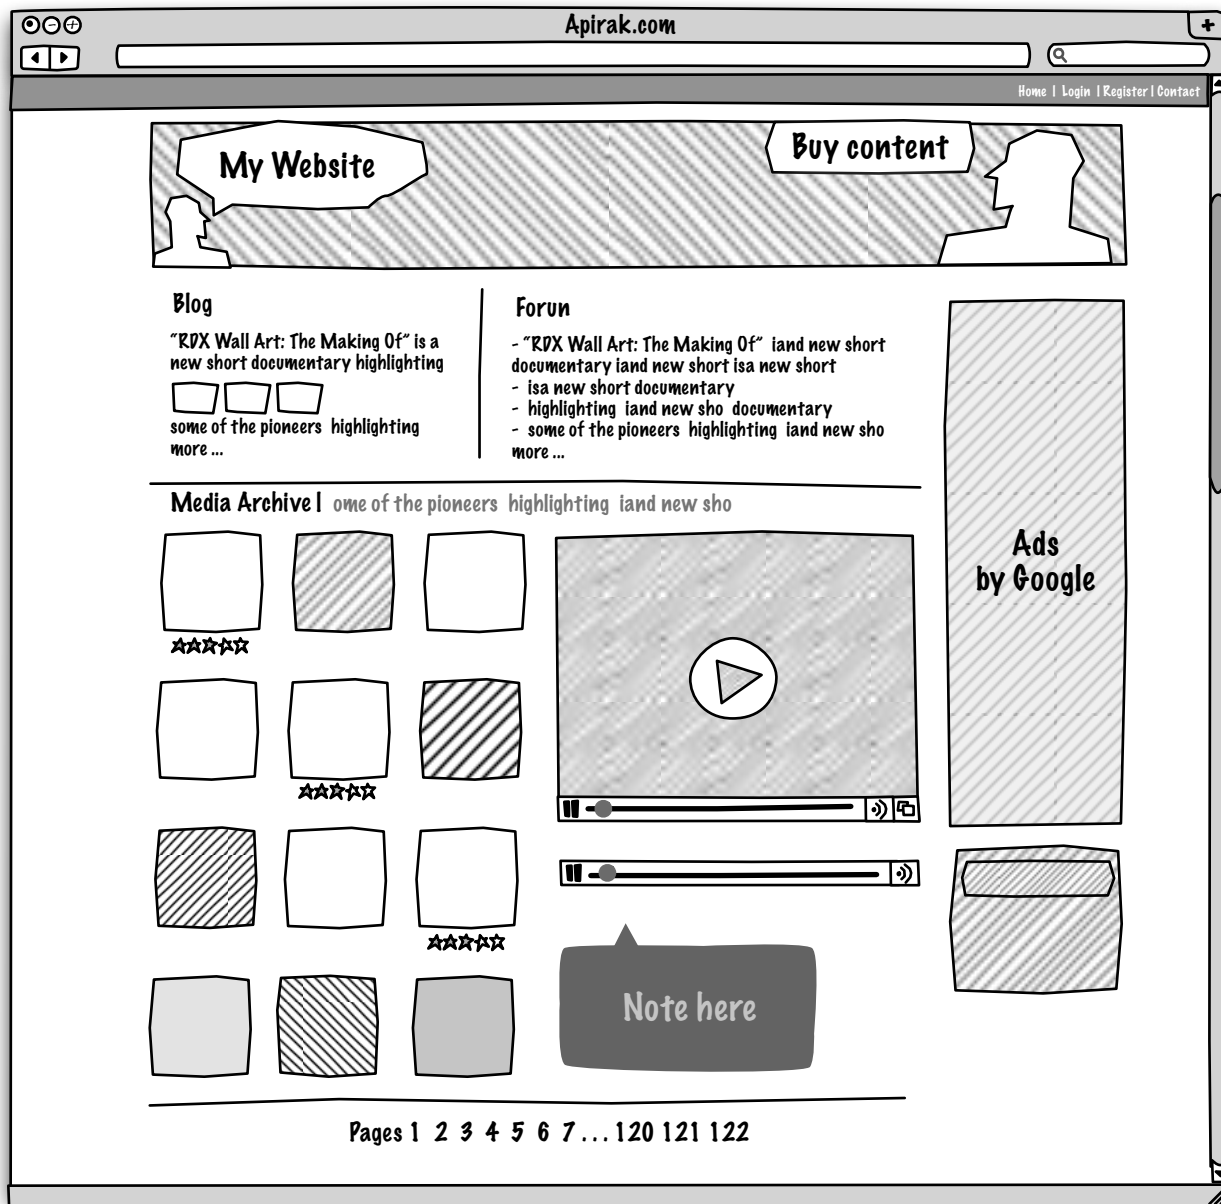 Apirak.com
Home | Login | Register | Contact
My Website
Buy content
Blog
"RDX Wall Art: The Making Of" is a
new short documentary highlighting
some of the pioneers highlighting
more ...
Forun
- "RDX Wall Art: The Making Of" iand new short
documentary iand new short isa new short
- isa new short documentary
- highlighting iand new sho documentary
- some of the pioneers highlighting iand new sho
more ...
Media Archive | ome of the pioneers highlighting iand new sho
Ads
by Google
Note here
Pages 1 2 3 4 5 6 7 ... 120 121 122